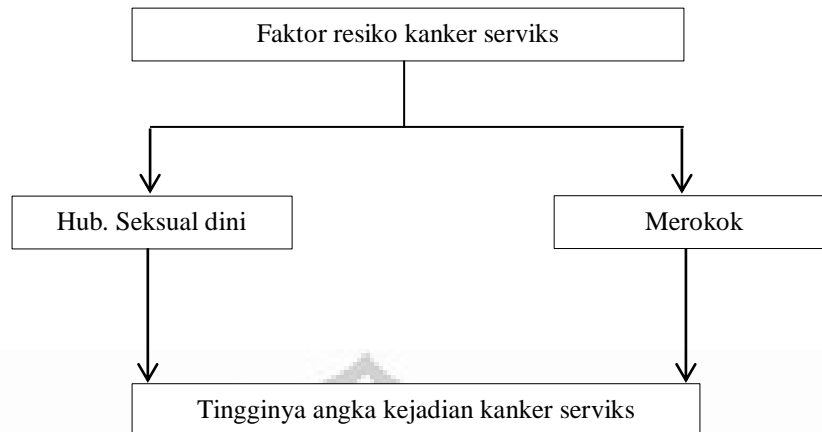 Faktor resiko kanker serviks
Hub. Seksual dini
Merokok
Tingginya angka kejadian kanker serviks